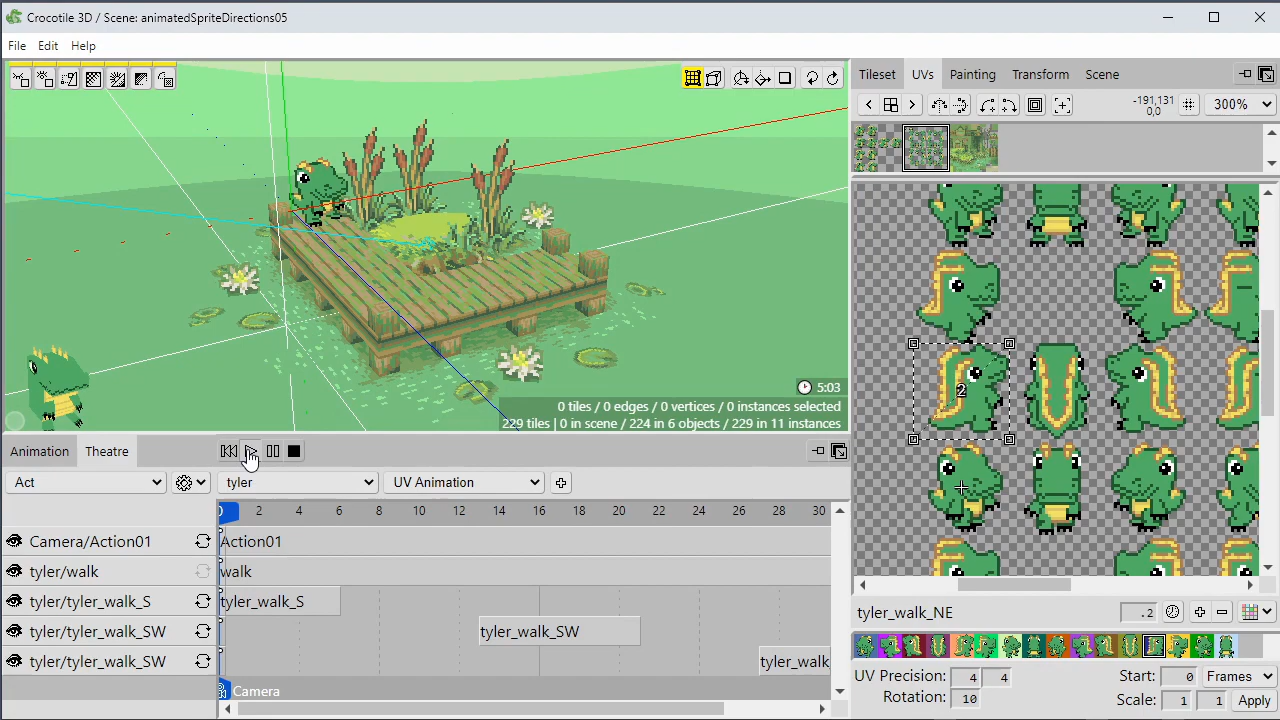 Crocotile 3D / Scene: animatedSpriteDirections05
File Edit Help
Tileset UVs Painting Transform Scene
-191,131
0,0
300%
5:03
0 tiles / 0 edges / 0 vertices / 0 instances selected
229 tiles | 0 in scene / 224 in 6 objects / 229 in 11 instances
2
Animation Theatre
Act tyler UV Animation
0 2 4 6 8 10 12 14 16 18 20 22 24 26 28 30
Camera/Action01 Action01
tyler/walk walk
tyler/tyler_walk_S tyler_walk_S
tyler/tyler_walk_SW tyler_walk_SW
tyler/tyler_walk_SW tyler_walk
Camera
tyler_walk_NE .2
UV Precision: 4 4 Start: 0 Frames
Rotation: 10 Scale: 1 1 Apply